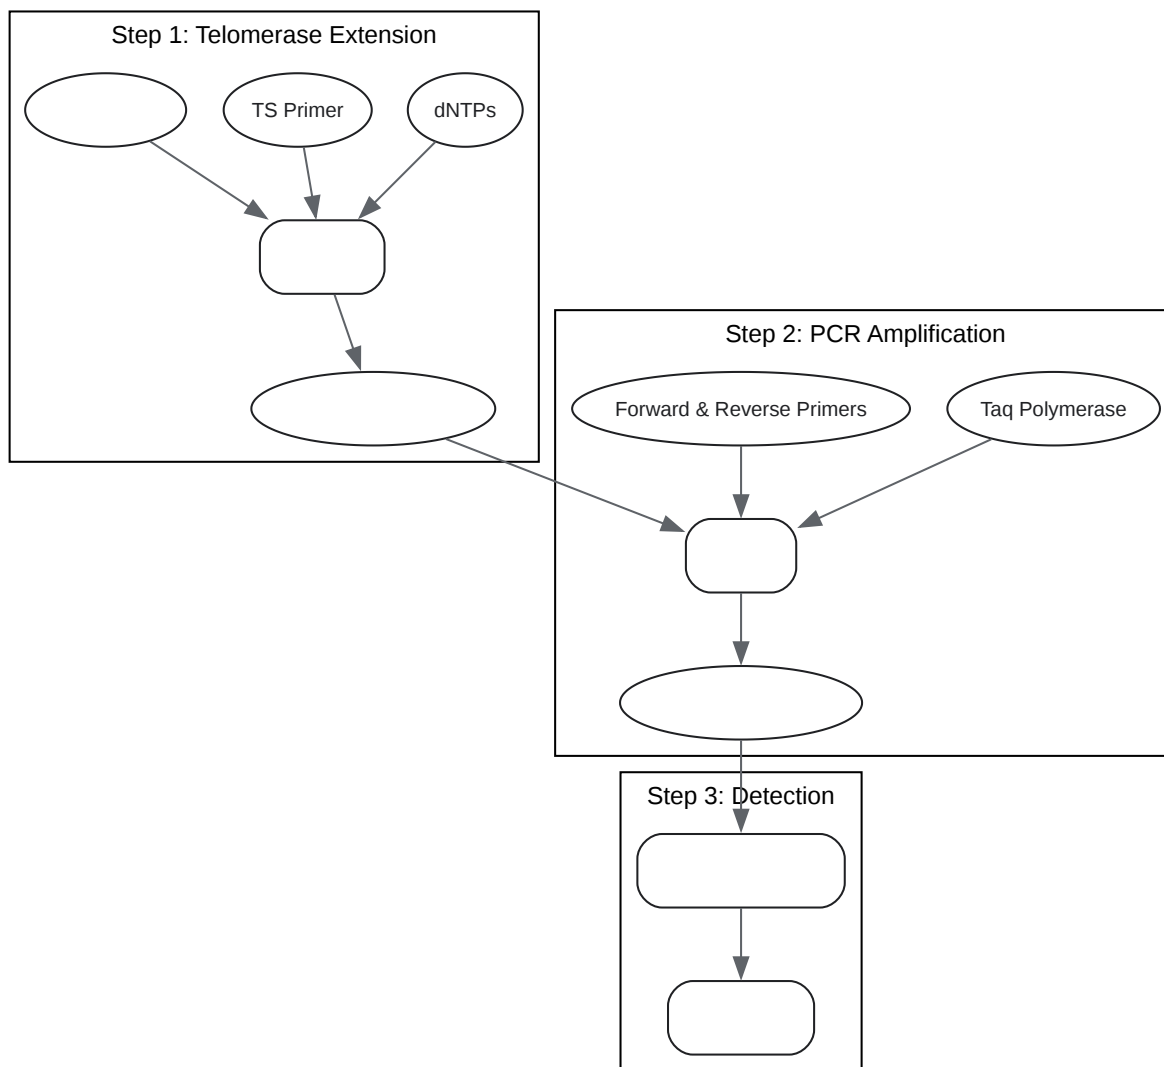 Step 1: Telomerase Extension
TS Primer
dNTPs
Step 2: PCR Amplification
Forward & Reverse Primers
Taq Polymerase
Step 3: Detection